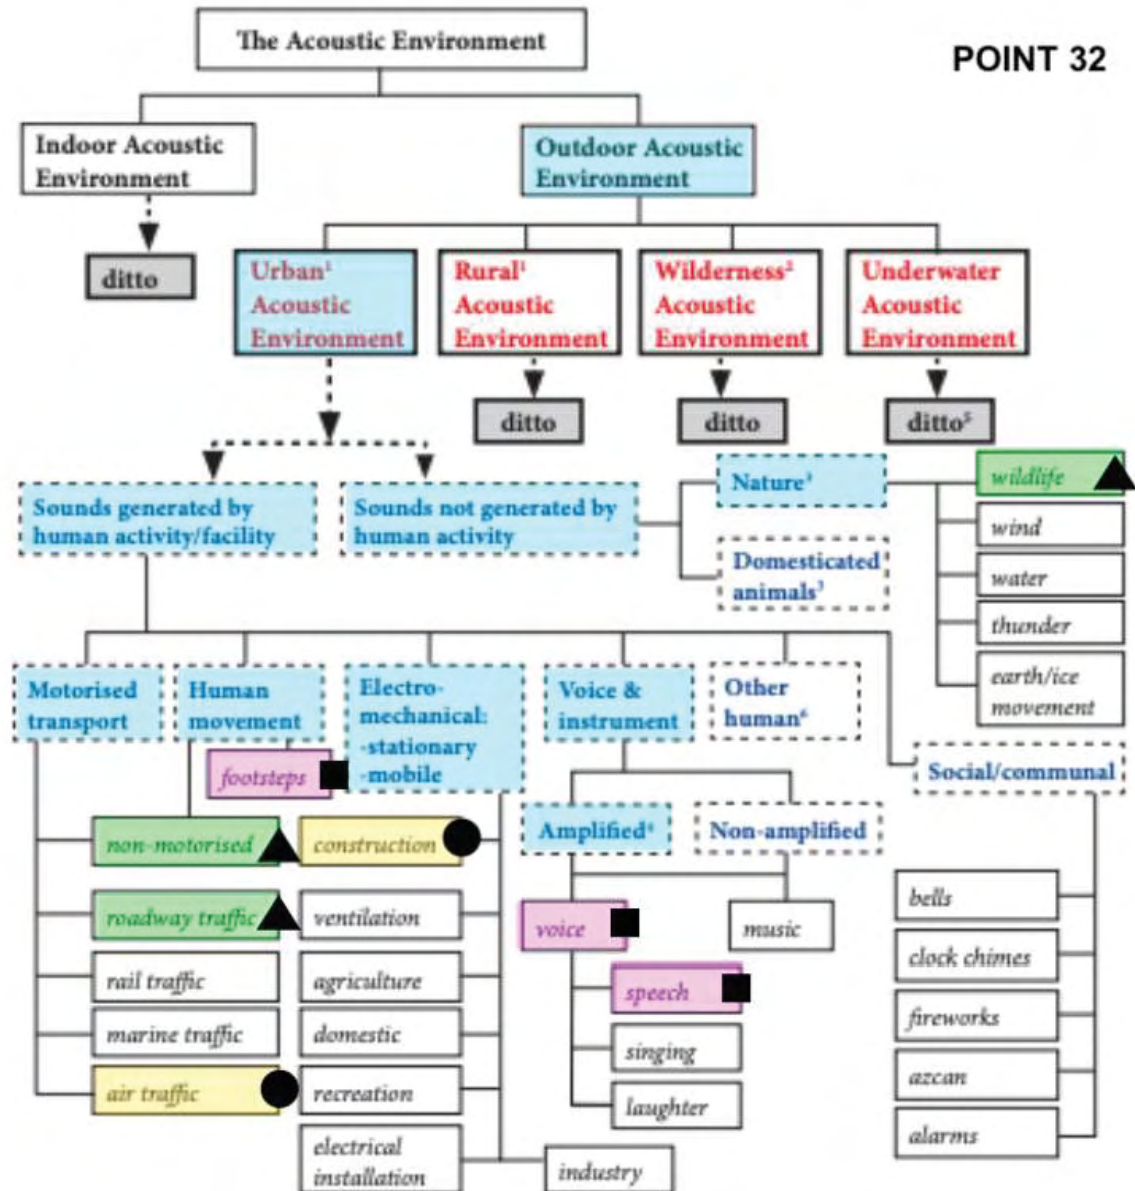 The Acoustic Environment
POINT 32
Indoor Acoustic
Environment
Outdoor Acoustic
Environment
ditto
Urban¹
Acoustic
Environment
Rural¹
Acoustic
Environment
Wilderness²
Acoustic
Environment
Underwater
Acoustic
Environment
ditto
ditto
ditto⁵
Sounds generated by
human activity/facility
Sounds not generated by
human activity
Nature³
Domesticated
animals³
wildlife
wind
water
thunder
earth/ice
movement
Motorised
transport
Human
movement
Electro-
mechanical:
-stationary
-mobile
Voice &
instrument
Other
human⁶
Social/communal
footsteps
non-motorised
roadway traffic
rail traffic
marine traffic
air traffic
construction
ventilation
agriculture
domestic
recreation
electrical
installation
industry
Amplified⁴
Non-amplified
voice
music
speech
singing
laughter
bells
clock chimes
fireworks
azcan
alarms